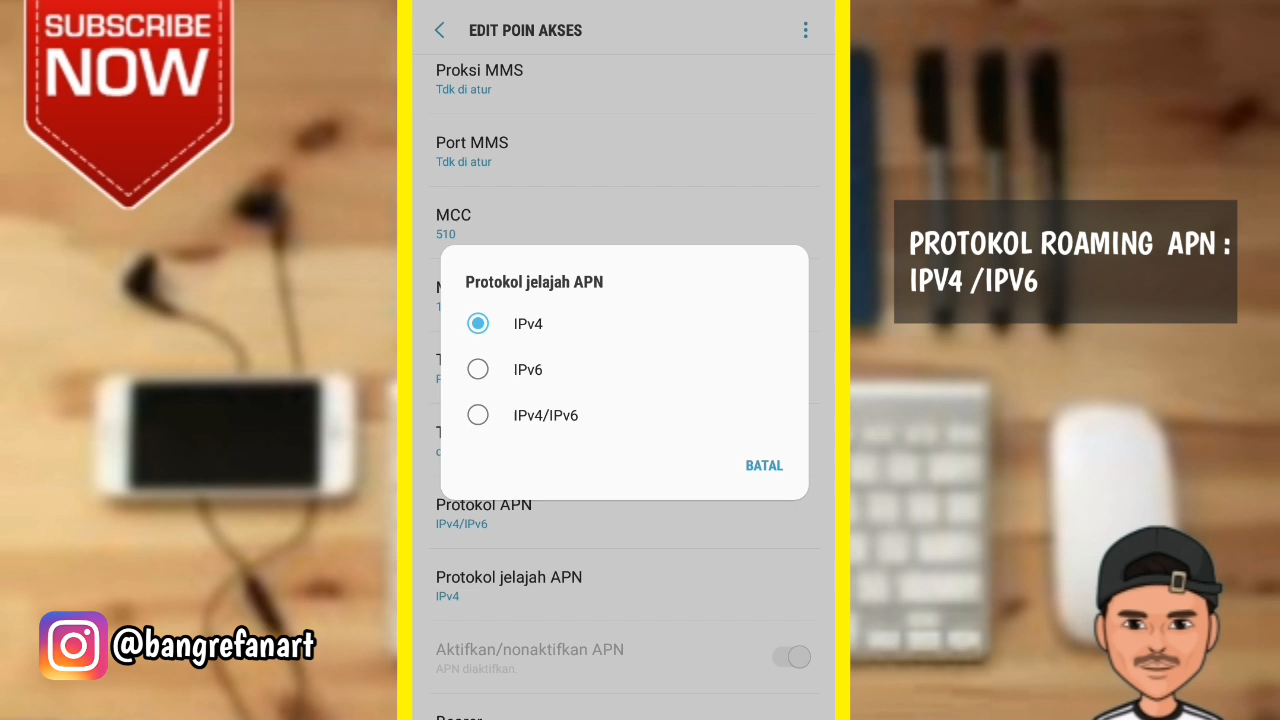 SUBSCRIBE
NOW
EDIT POIN AKSES
Proksi MMS
Tdk di atur
Port MMS
Tdk di atur
MCC
510
Protokol jelajah APN
IPv4
IPv6
IPv4/IPv6
BATAL
Protokol APN
IPv4/IPv6
Protokol jelajah APN
IPv4
Aktifkan/nonaktifkan APN
APN diaktifkan.
PROTOKOL ROAMING APN :
IPV4 /IPV6
@bangrefanart